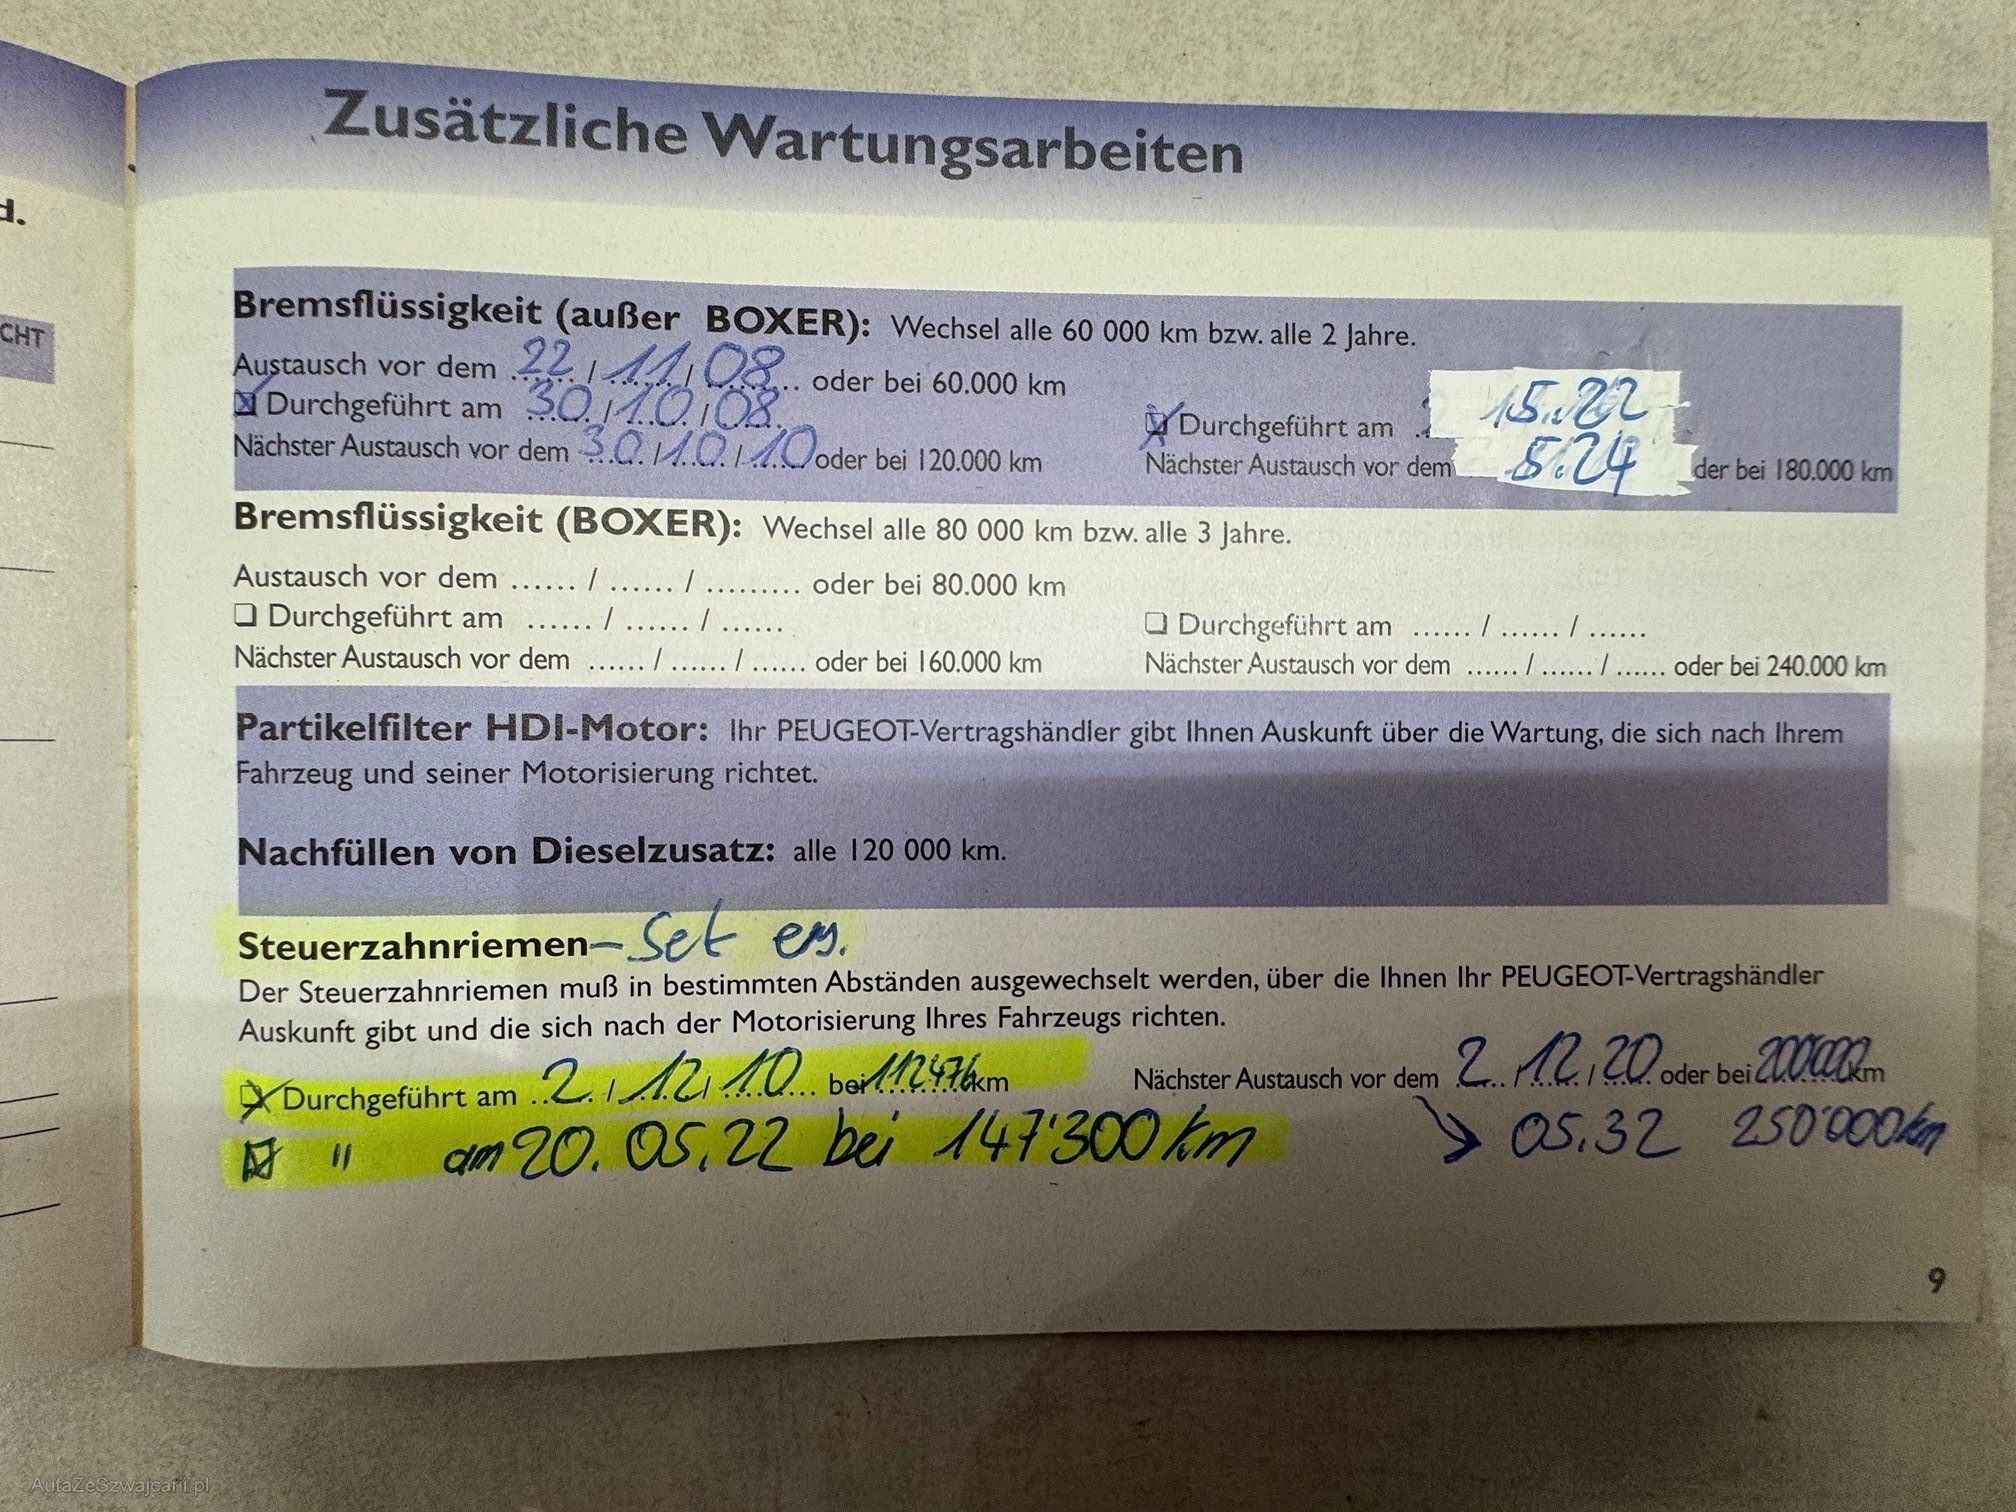 d.
CHT
Zusätzliche Wartungsarbeiten
Bremsflüssigkeit (außer BOXER): Wechsel alle 60 000 km bzw. alle 2 Jahre.
Austausch vor dem 22 / 11 / 08 oder bei 60.000 km
Durchgeführt am 30 / 10 / 08
Nächster Austausch vor dem 30 / 10 / 10 oder bei 120.000 km
Durchgeführt am 15.22
Nächster Austausch vor dem 5.24 der bei 180.000 km
Bremsflüssigkeit (BOXER): Wechsel alle 80 000 km bzw. alle 3 Jahre.
Austausch vor dem ...... / ...... / ......... oder bei 80.000 km
❏ Durchgeführt am ...... / ...... / ......
Nächster Austausch vor dem ...... / ...... / ...... oder bei 160.000 km
❏ Durchgeführt am ...... / ...... / ......
Nächster Austausch vor dem ...... / ...... / ...... oder bei 240.000 km
Partikelfilter HDI-Motor: Ihr PEUGEOT-Vertragshändler gibt Ihnen Auskunft über die Wartung, die sich nach Ihrem
Fahrzeug und seiner Motorisierung richtet.
Nachfüllen von Dieselzusatz: alle 120 000 km.
Steuerzahnriemen – Set ers.
Der Steuerzahnriemen muß in bestimmten Abständen ausgewechselt werden, über die Ihnen Ihr PEUGEOT-Vertragshändler
Auskunft gibt und die sich nach der Motorisierung Ihres Fahrzeugs richten.
Durchgeführt am 2 / 12 / 10 bei 112476 km
Nächster Austausch vor dem 2 / 12 / 20 oder bei 200000 km
" am 20.05.22 bei 147'300 km
→ 05.32 250'000 km
9
AutaZeSzwajcarii.pl